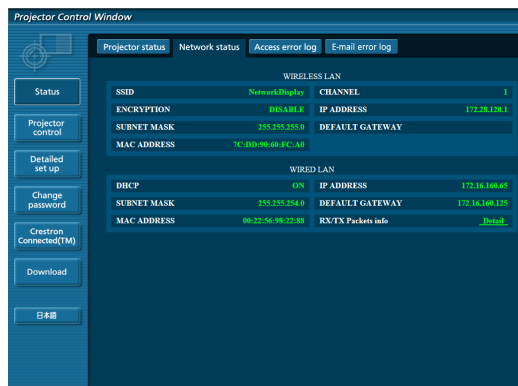 Projector Control Window
Projector status
Network status
Access error log
E-mail error log
Status
Projector
control
Detailed
set up
Change
password
Crestron
Connected(TM)
Download
日本語
WIRELESS LAN
SSID NetworkDisplay CHANNEL 1
ENCRYPTION DISABLE IP ADDRESS 172.28.120.1
SUBNET MASK 255.255.255.0 DEFAULT GATEWAY
MAC ADDRESS 7C:DD:90:60:FC:A0
WIRED LAN
DHCP ON IP ADDRESS 172.16.160.65
SUBNET MASK 255.255.254.0 DEFAULT GATEWAY 172.16.160.125
MAC ADDRESS 00:22:56:98:22:88 RX/TX Packets info Detail